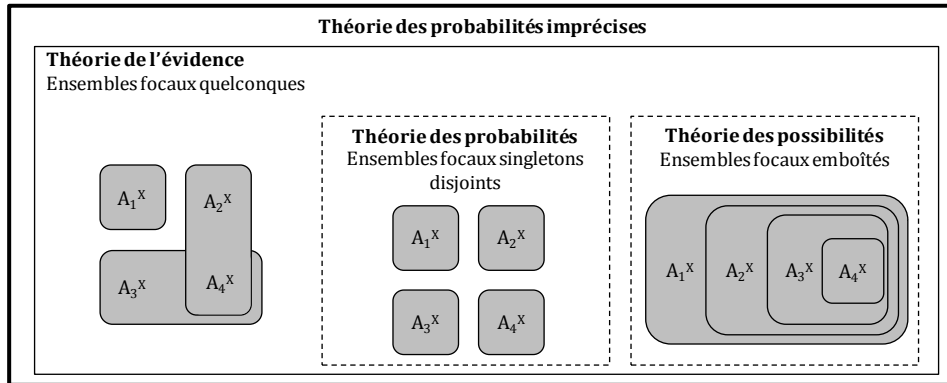 Théorie des probabilités imprécises
Théorie de l'évidence
Ensembles focaux quelconques
A₁ˣ
A₂ˣ
A₃ˣ
A₄ˣ
Théorie des probabilités
Ensembles focaux singletons
disjoints
A₁ˣ A₂ˣ
A₃ˣ A₄ˣ
Théorie des possibilités
Ensembles focaux emboîtés
A₁ˣ A₂ˣ A₃ˣ A₄ˣ